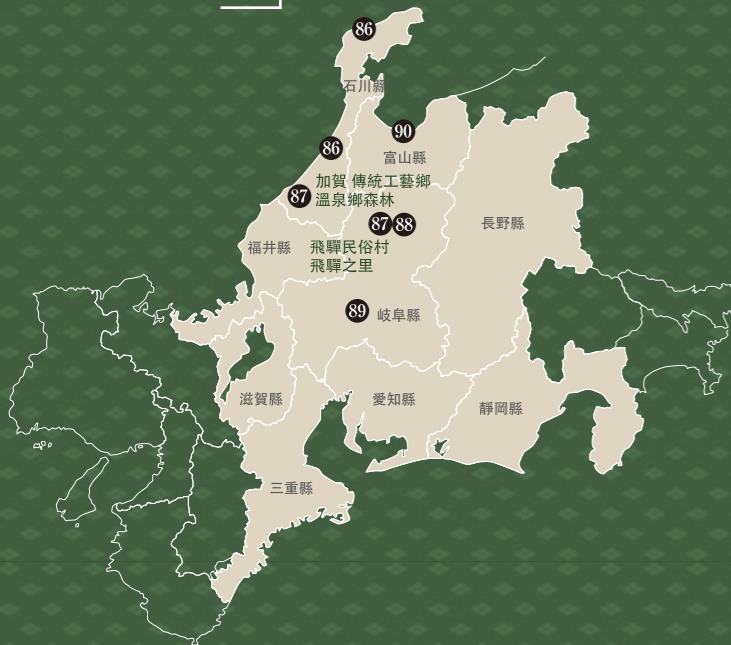 86
石川縣
90
86
富山縣
87
加賀 傳統工藝鄉
溫泉鄉森林
87 88
長野縣
福井縣
飛驒民俗村
飛驒之里
89
岐阜縣
滋賀縣
愛知縣
靜岡縣
三重縣